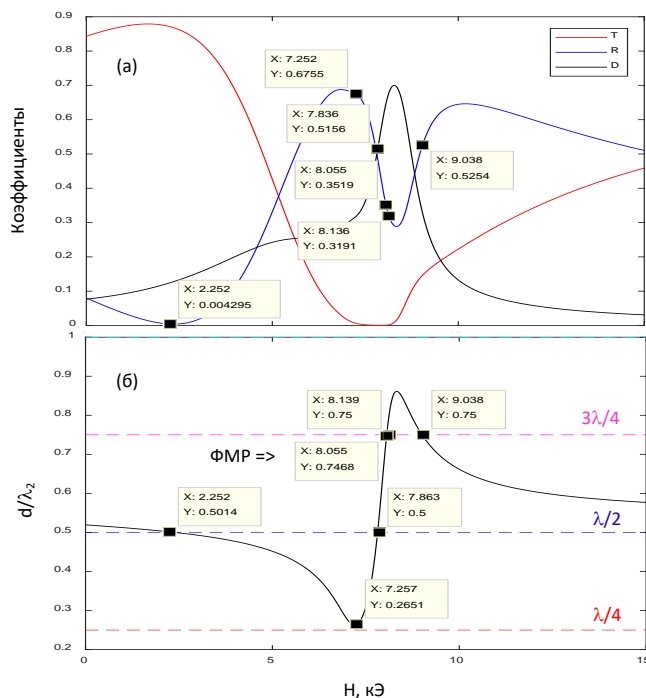 0.9
0.8
0.7
0.6
0.5
0.4
0.3
0.2
0.1
0
Коэффициенты
(a)
T
R
D
X: 7.252
Y: 0.6755
X: 7.836
Y: 0.5156
X: 8.055
Y: 0.3519
X: 9.038
Y: 0.5254
X: 8.136
Y: 0.3191
X: 2.252
Y: 0.004295
1
0.9
0.8
0.7
0.6
0.5
0.4
0.3
0.2
d/λ2
(б)
X: 8.139
Y: 0.75
X: 9.038
Y: 0.75
3λ/4
ФМР =>
X: 8.055
Y: 0.7468
X: 2.252
Y: 0.5014
X: 7.863
Y: 0.5
λ/2
X: 7.257
Y: 0.2651
λ/4
0 5 10 15
H, кЭ